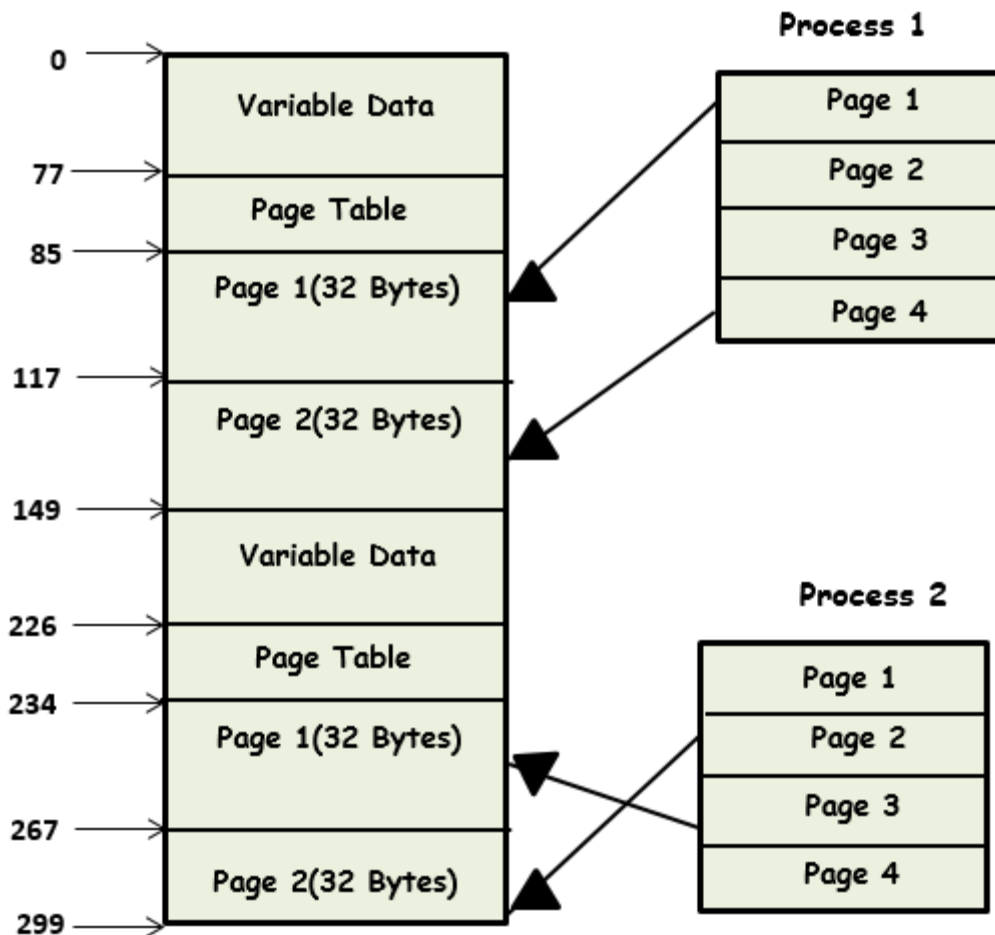 0
Variable Data
77
Page Table
85
Page 1(32 Bytes)
117
Page 2(32 Bytes)
149
Variable Data
226
Page Table
234
Page 1(32 Bytes)
267
Page 2(32 Bytes)
299
Process 1
Page 1
Page 2
Page 3
Page 4
Process 2
Page 1
Page 2
Page 3
Page 4